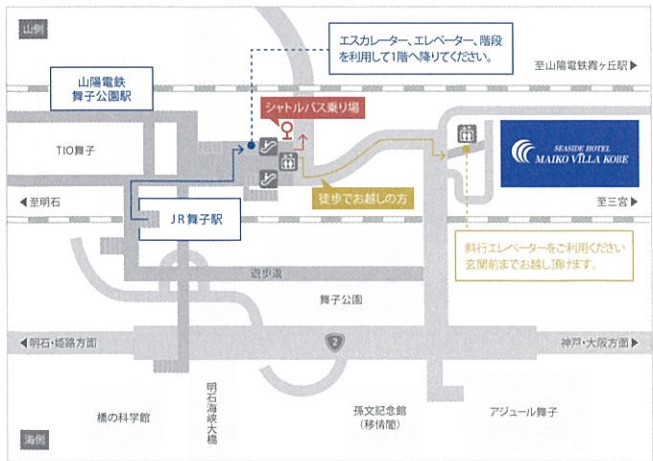 山側
エスカレーター、エレベーター、階段
を利用して1階へ降りてください。
至山陽電鉄霞ヶ丘駅▶
山陽電鉄
舞子公園駅
シャトルバス乗り場
TIO舞子
SEASIDE HOTEL
MAIKO VILLA KOBE
徒歩でお越しの方
◀至明石
至三宮▶
JR舞子駅
斜行エレベーターをご利用ください
玄関前までお越し頂けます。
遊歩道
舞子公園
◀明石・姫路方面
2
神戸・大阪方面▶
橋の科学館
明石海峡大橋
孫文記念館
(移情閣)
アジュール舞子
海側